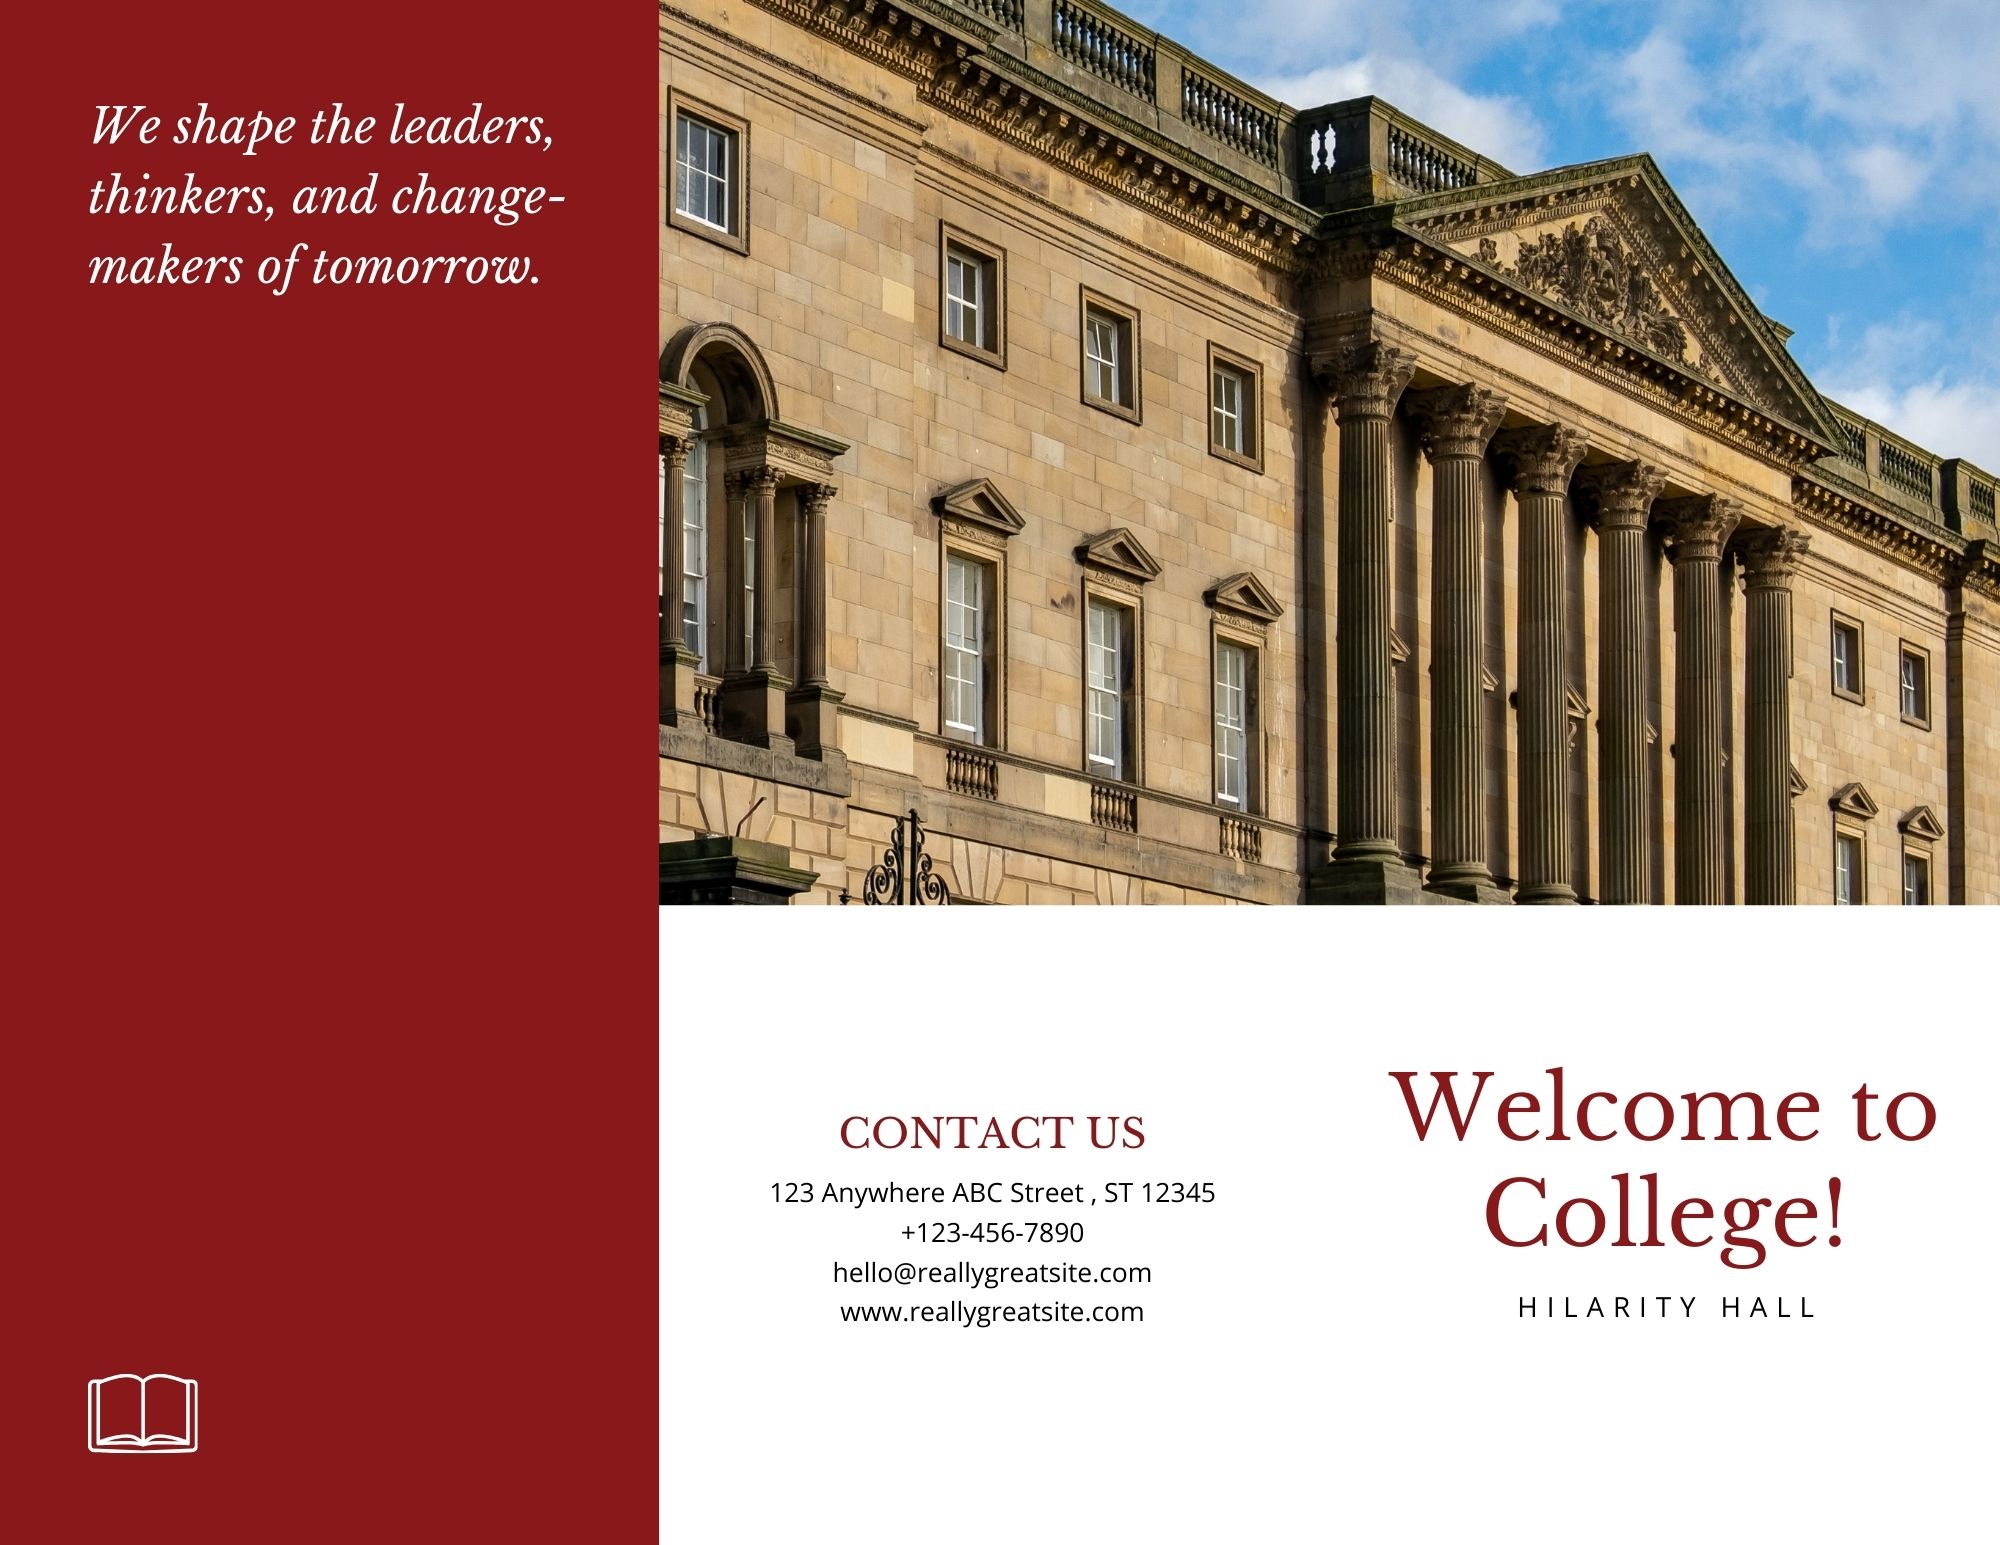 We shape the leaders,
thinkers, and change-
makers of tomorrow.
CONTACT US
123 Anywhere ABC Street , ST 12345
+123-456-7890
hello@reallygreatsite.com
www.reallygreatsite.com
Welcome to
College!
HILARITY HALL